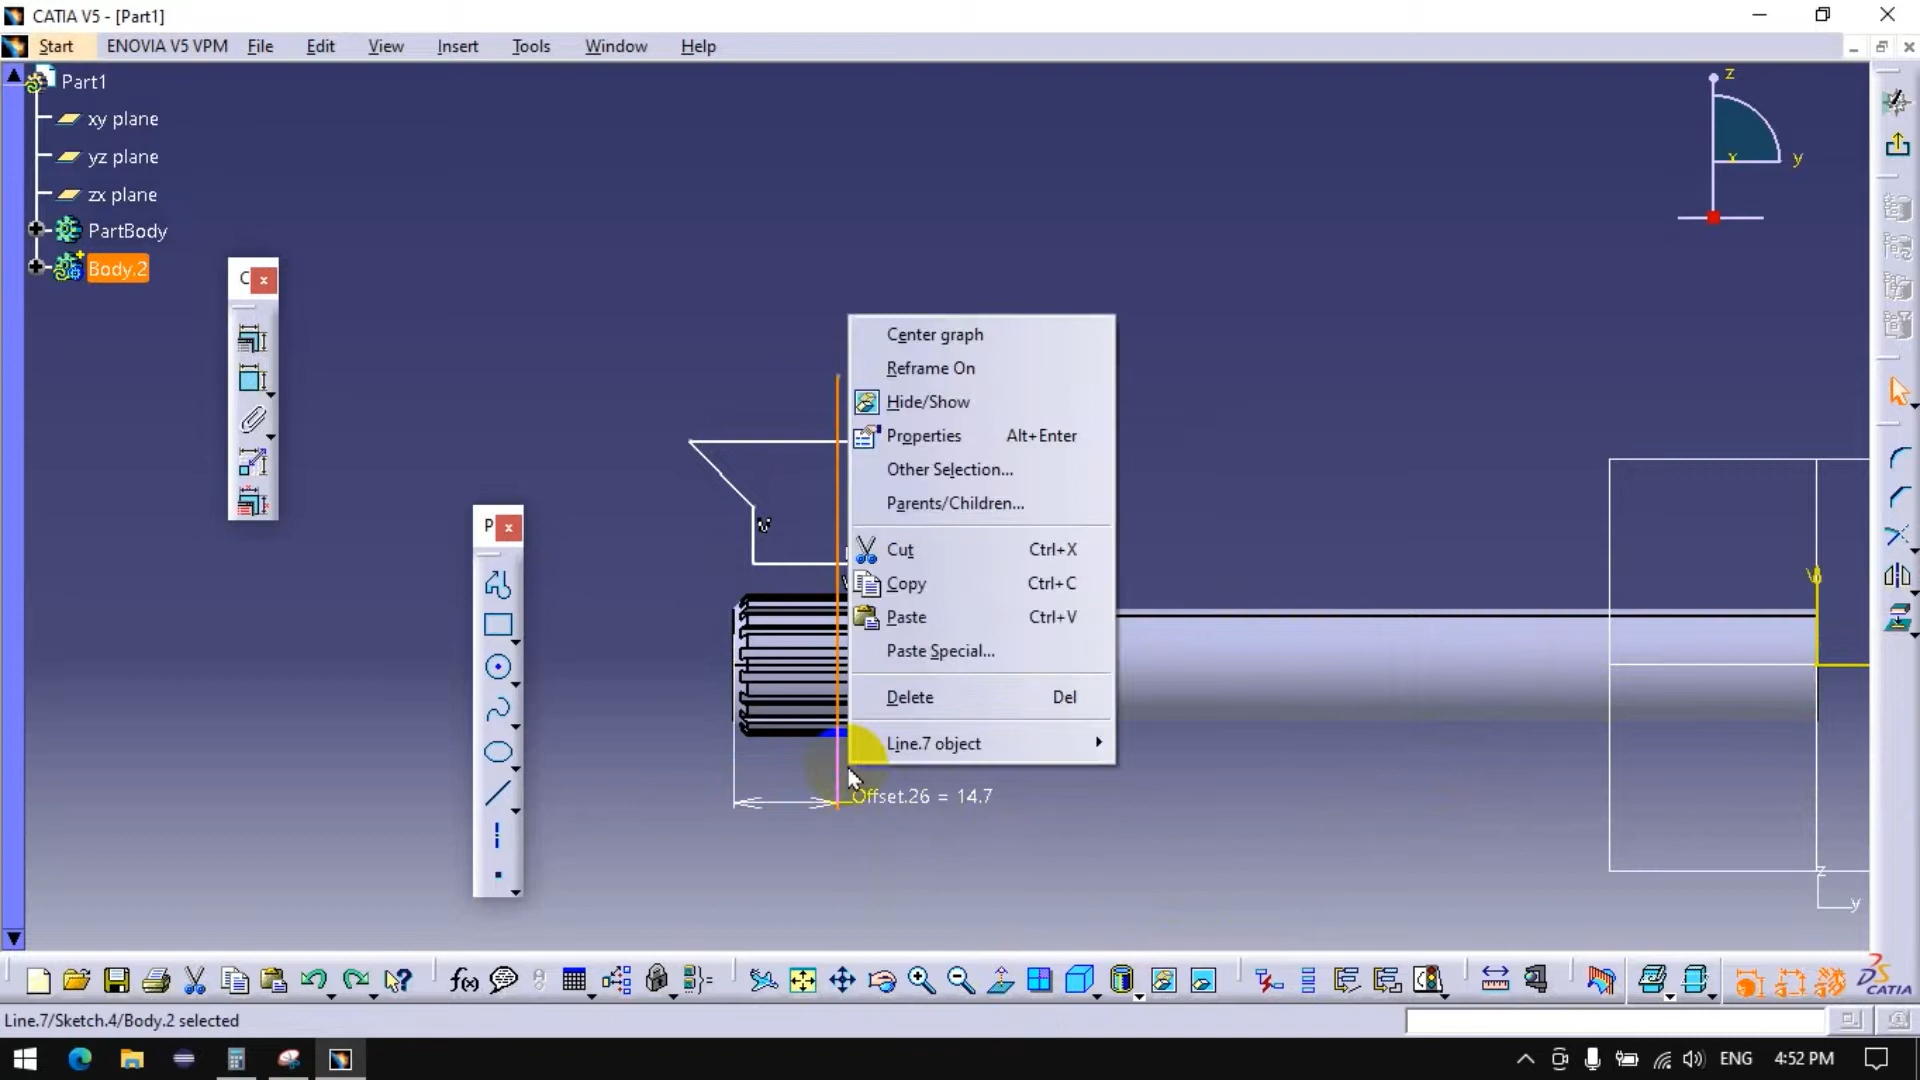 CATIA V5 - [Part1]
Start ENOVIA V5 VPM File Edit View Insert Tools Window Help
Part1
xy plane
yz plane
zx plane
PartBody
Body.2
C x
P x
z
x
y
V
Center graph
Reframe On
Hide/Show
Properties Alt+Enter
Other Selection...
Parents/Children...
Cut Ctrl+X
Copy Ctrl+C
Paste Ctrl+V
Paste Special...
Delete Del
Line.7 object
Offset.26 = 14.7
V
z
y
f(x)
CATIA
Line.7/Sketch.4/Body.2 selected
ENG 4:52 PM